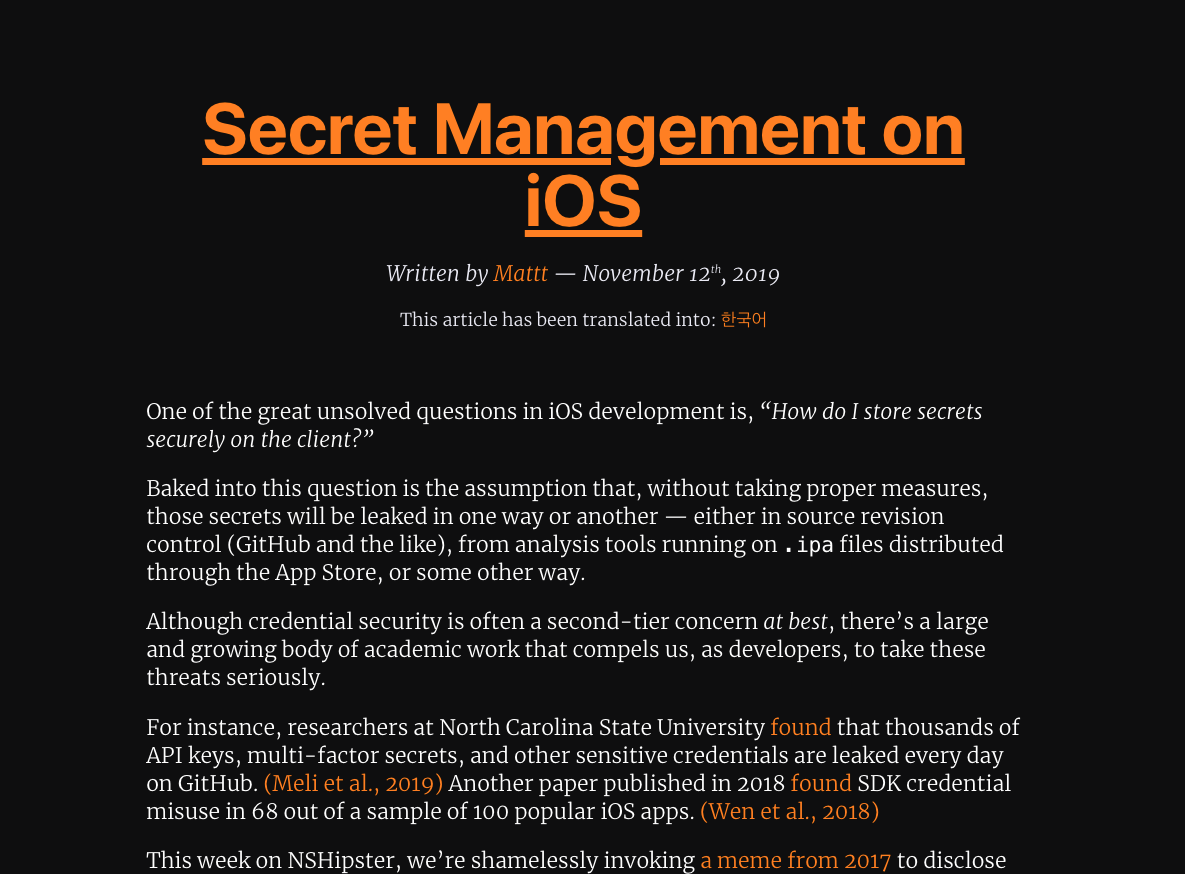 Secret Management on
iOS
Written by Mattt — November 12th, 2019
This article has been translated into: 한국어
One of the great unsolved questions in iOS development is, “How do I store secrets
securely on the client?”
Baked into this question is the assumption that, without taking proper measures,
those secrets will be leaked in one way or another — either in source revision
control (GitHub and the like), from analysis tools running on .ipa files distributed
through the App Store, or some other way.
Although credential security is often a second-tier concern at best, there’s a large
and growing body of academic work that compels us, as developers, to take these
threats seriously.
For instance, researchers at North Carolina State University found that thousands of
API keys, multi-factor secrets, and other sensitive credentials are leaked every day
on GitHub. (Meli et al., 2019) Another paper published in 2018 found SDK credential
misuse in 68 out of a sample of 100 popular iOS apps. (Wen et al., 2018)
This week on NSHipster, we’re shamelessly invoking a meme from 2017 to disclose